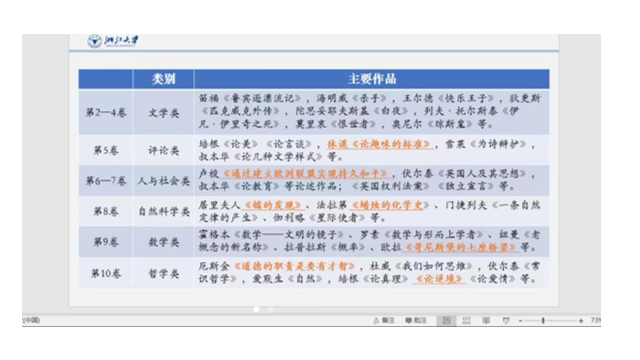 浙江大学
类别 主要作品
第2—4卷 文学类 笛福《鲁宾逊漂流记》，海明威《杀手》，王尔德《快乐王子》，狄更斯
《匹克威克外传》，陀思妥耶夫斯基《白夜》，列夫·托尔斯泰《伊
凡·伊里奇之死》，莫里哀《恨世者》，奥尼尔《琼斯皇》等。
第5卷 评论类 培根《论美》《论言谈》，休谟《论趣味的标准》，雪莱《为诗辩护》，
叔本华《论几种文学样式》等。
第6—7卷 人与社会类 卢梭《通过建立欧洲联盟实现持久和平》，伏尔泰《英国人及其思想》，
叔本华《论教育》等论述作品；《英国权利法案》《独立宣言》等。
第8卷 自然科学类 居里夫人《镭的发现》、法拉第《蜡烛的化学史》、门捷列夫《一条自然
定律的产生》、伽利略《星际使者》等。
第9卷 数学类 霍格本《数学——文明的镜子》、罗素《数学与形而上学者》、纽曼《老
概念的新名称》、拉普拉斯《概率》、欧拉《哥尼斯堡的七座桥梁》等。
第10卷 哲学类 厄斯金《道德的职责是要有才智》，杜威《我们如何思维》，伏尔泰《常
识哲学》，爱默生《自然》，培根《论真理》《论逆境》《论爱情》等。
中国) 备注 批注 73%